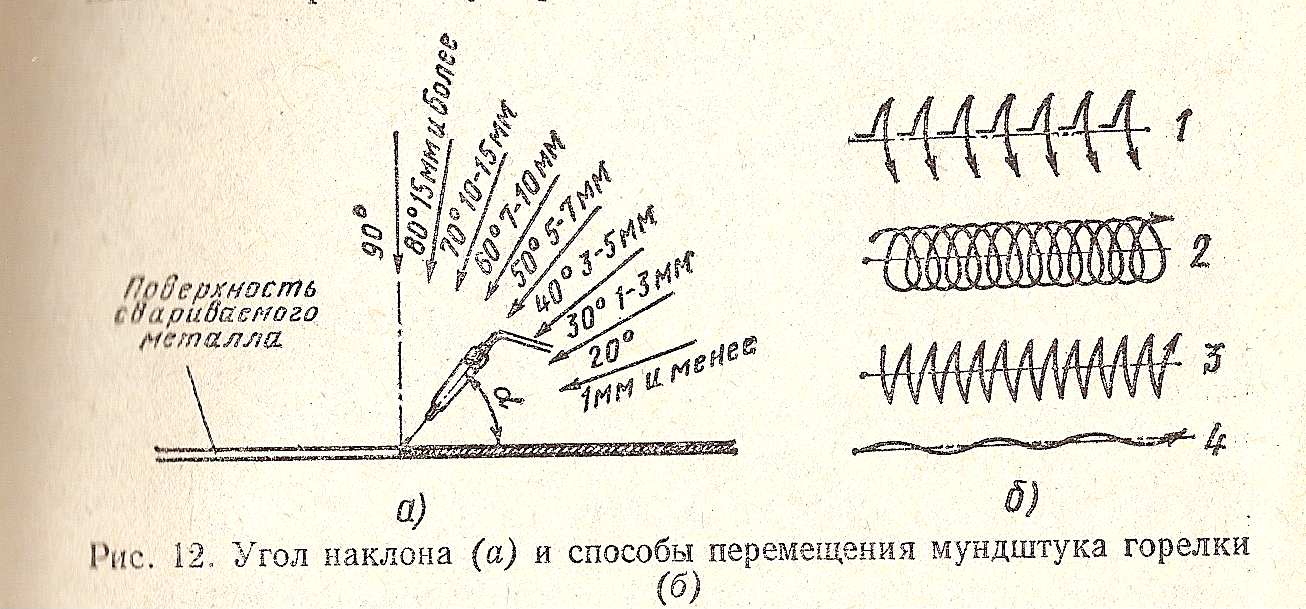 90°
80° 15мм и более
70° 10-15мм
60° 7-10мм
50° 5-7мм
40° 3-5мм
30° 1-3мм
20°
1мм и менее
Поверхность
свариваемого
металла
φ
а)
1
2
3
4
б)
Рис. 12. Угол наклона (а) и способы перемещения мундштука горелки
(б)